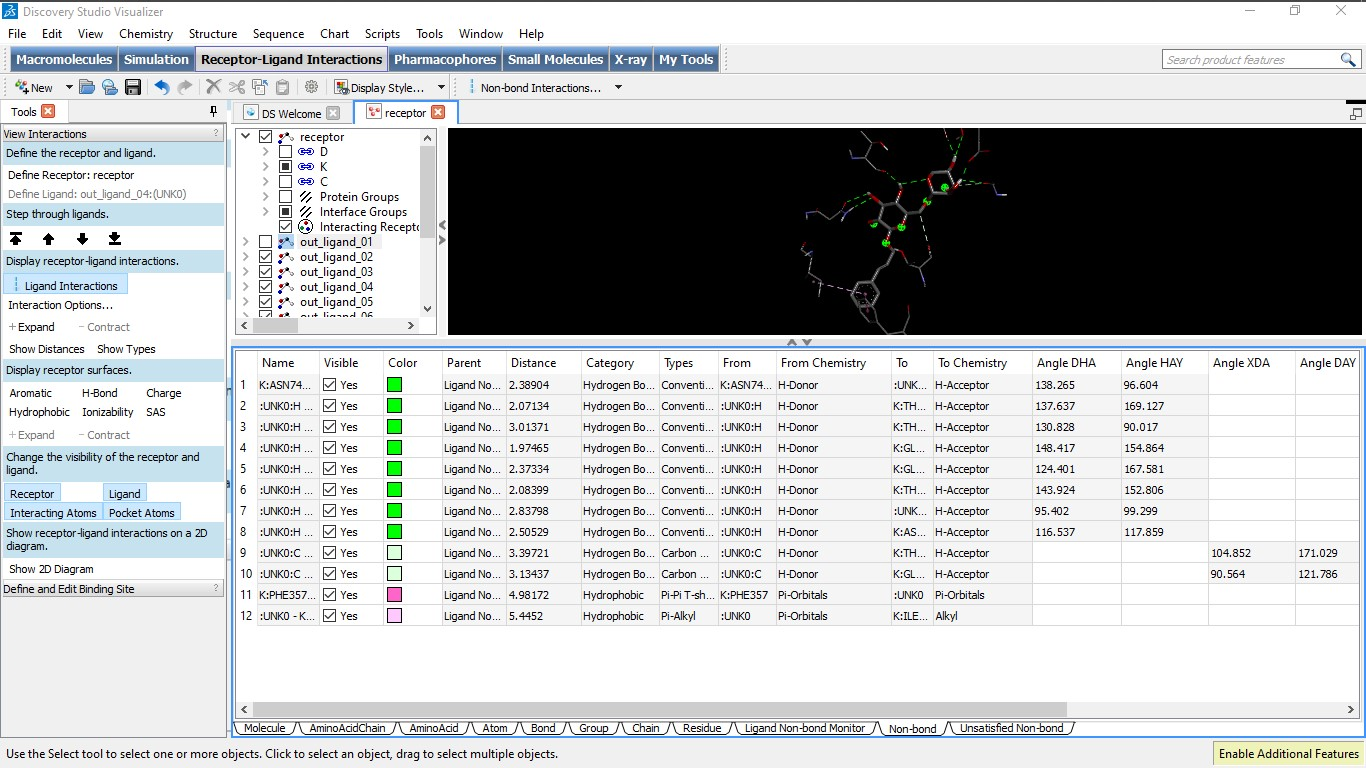 Discovery Studio Visualizer
File Edit View Chemistry Structure Sequence Chart Scripts Tools Window Help
Macromolecules Simulation Receptor-Ligand Interactions Pharmacophores Small Molecules X-ray My Tools Search product features
New Display Style... Non-bond Interactions...
Tools DS Welcome receptor
View Interactions ?
Define the receptor and ligand.
Define Receptor: receptor
Define Ligand: out_ligand_04:(UNK0)
Step through ligands.
Display receptor-ligand interactions.
Ligand Interactions
Interaction Options...
+ Expand - Contract
Show Distances Show Types
Display receptor surfaces.
Aromatic H-Bond Charge
Hydrophobic Ionizability SAS
+ Expand - Contract
Change the visibility of the receptor and
ligand.
Receptor Ligand
Interacting Atoms Pocket Atoms
Show receptor-ligand interactions on a 2D
diagram.
Show 2D Diagram
Define and Edit Binding Site ?
receptor
D
K
C
Protein Groups
Interface Groups
Interacting Recepto
out_ligand_01
out_ligand_02
out_ligand_03
out_ligand_04
out_ligand_05
Name Visible Color Parent Distance Category Types From From Chemistry To To Chemistry Angle DHA Angle HAY Angle XDA Angle DAY
1 K:ASN74... Yes Ligand No... 2.38904 Hydrogen Bo... Conventi... K:ASN74... H-Donor :UNK... H-Acceptor 138.265 96.604
2 :UNK0:H ... Yes Ligand No... 2.07134 Hydrogen Bo... Conventi... :UNK0:H H-Donor K:TH... H-Acceptor 137.637 169.127
3 :UNK0:H ... Yes Ligand No... 3.01371 Hydrogen Bo... Conventi... :UNK0:H H-Donor K:TH... H-Acceptor 130.828 90.017
4 :UNK0:H ... Yes Ligand No... 1.97465 Hydrogen Bo... Conventi... :UNK0:H H-Donor K:GL... H-Acceptor 148.417 154.864
5 :UNK0:H ... Yes Ligand No... 2.37334 Hydrogen Bo... Conventi... :UNK0:H H-Donor K:GL... H-Acceptor 124.401 167.581
6 :UNK0:H ... Yes Ligand No... 2.08399 Hydrogen Bo... Conventi... :UNK0:H H-Donor K:TH... H-Acceptor 143.924 152.806
7 :UNK0:H ... Yes Ligand No... 2.83798 Hydrogen Bo... Conventi... :UNK0:H H-Donor :UNK... H-Acceptor 95.402 99.299
8 :UNK0:H ... Yes Ligand No... 2.50529 Hydrogen Bo... Conventi... :UNK0:H H-Donor K:AS... H-Acceptor 116.537 117.859
9 :UNK0:C ... Yes Ligand No... 3.39721 Hydrogen Bo... Carbon ... :UNK0:C H-Donor K:TH... H-Acceptor 104.852 171.029
10 :UNK0:C ... Yes Ligand No... 3.13437 Hydrogen Bo... Carbon ... :UNK0:C H-Donor K:GL... H-Acceptor 90.564 121.786
11 K:PHE357... Yes Ligand No... 4.98172 Hydrophobic Pi-Pi T-sh... K:PHE357 Pi-Orbitals :UNK0 Pi-Orbitals
12 :UNK0 - K... Yes Ligand No... 5.4452 Hydrophobic Pi-Alkyl :UNK0 Pi-Orbitals K:ILE... Alkyl
Molecule AminoAcidChain AminoAcid Atom Bond Group Chain Residue Ligand Non-bond Monitor Non-bond Unsatisfied Non-bond
Use the Select tool to select one or more objects. Click to select an object, drag to select multiple objects. Enable Additional Features